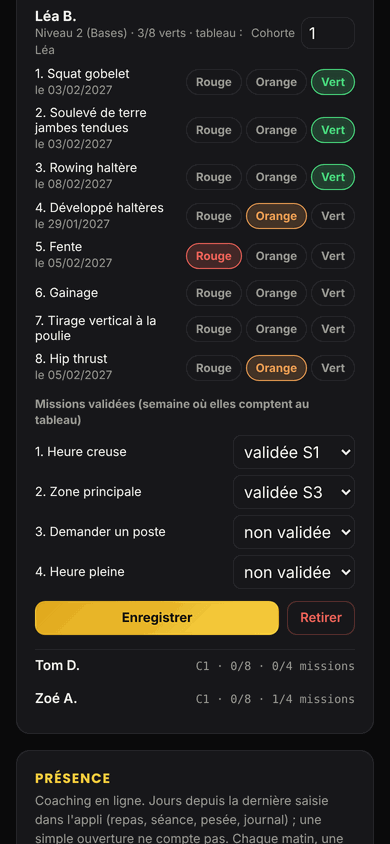 Léa B.
Niveau 2 (Bases) · 3/8 verts · tableau : Cohorte 1
Léa
1. Squat gobelet
le 03/02/2027
Rouge Orange Vert
2. Soulevé de terre
jambes tendues
le 03/02/2027
Rouge Orange Vert
3. Rowing haltère
le 08/02/2027
Rouge Orange Vert
4. Développé haltères
le 29/01/2027
Rouge Orange Vert
5. Fente
le 05/02/2027
Rouge Orange Vert
6. Gainage
Rouge Orange Vert
7. Tirage vertical à la
poulie
Rouge Orange Vert
8. Hip thrust
le 05/02/2027
Rouge Orange Vert
Missions validées (semaine où elles comptent au
tableau)
1. Heure creuse validée S1
2. Zone principale validée S3
3. Demander un poste non validée
4. Heure pleine non validée
Enregistrer Retirer
Tom D. C1 · 0/8 · 0/4 missions
Zoé A. C1 · 0/8 · 1/4 missions
PRÉSENCE
Coaching en ligne. Jours depuis la dernière saisie
dans l'appli (repas, séance, pesée, journal) ; une
simple ouverture ne compte pas. Chaque matin, une